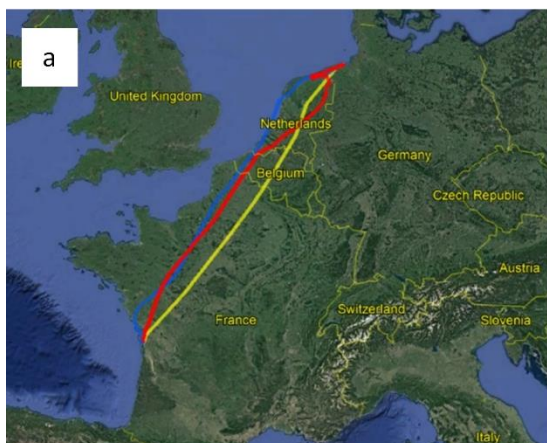 a
Ire
United Kingdom
Netherlands
Germany
Belgium
Czech Republic
Austria
Switzerland
France
Slovenia
Italy